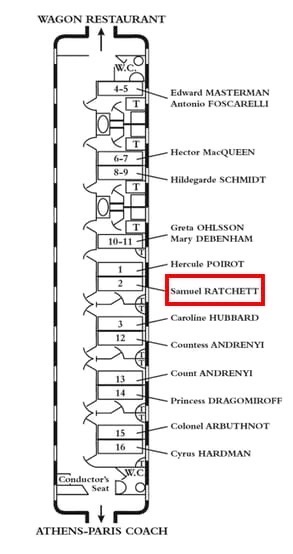 WAGON RESTAURANT
W.C.
4-5
Edward MASTERMAN
Antonio FOSCARELLI
T
T
6-7
Hector MacQUEEN
8-9
Hildegarde SCHMIDT
T
T
Greta OHLSSON
10-11
Mary DEBENHAM
1
Hercule POIROT
2
Samuel RATCHETT
3
Caroline HUBBARD
12
Countess ANDRENYI
13
Count ANDRENYI
14
Princess DRAGOMIROFF
15
Colonel ARBUTHNOT
16
Cyrus HARDMAN
W.C.
Conductor's
Seat
ATHENS-PARIS COACH